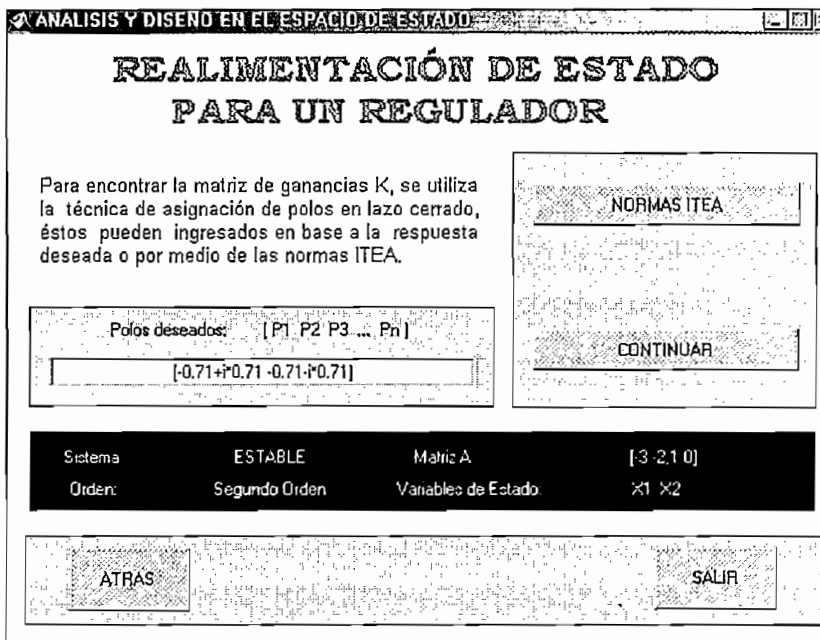 ANALISIS Y DISEÑO EN EL ESPACIO DE ESTADO
REALIMENTACIÓN DE ESTADO
PARA UN REGULADOR
Para encontrar la matriz de ganancias K, se utiliza
la técnica de asignación de polos en lazo cerrado,
éstos pueden ingresados en base a la respuesta
deseada o por medio de las normas ITEA.
NORMAS ITEA
CONTINUAR
Polos deseados: [ P1 P2 P3 ... Pn ]
[-0.71+i*0.71 -0.71-i*0.71]
Sistema ESTABLE Matriz A [-3 -2,1 0]
Orden: Segundo Orden Variables de Estado: X1 X2
ATRAS
SALIR